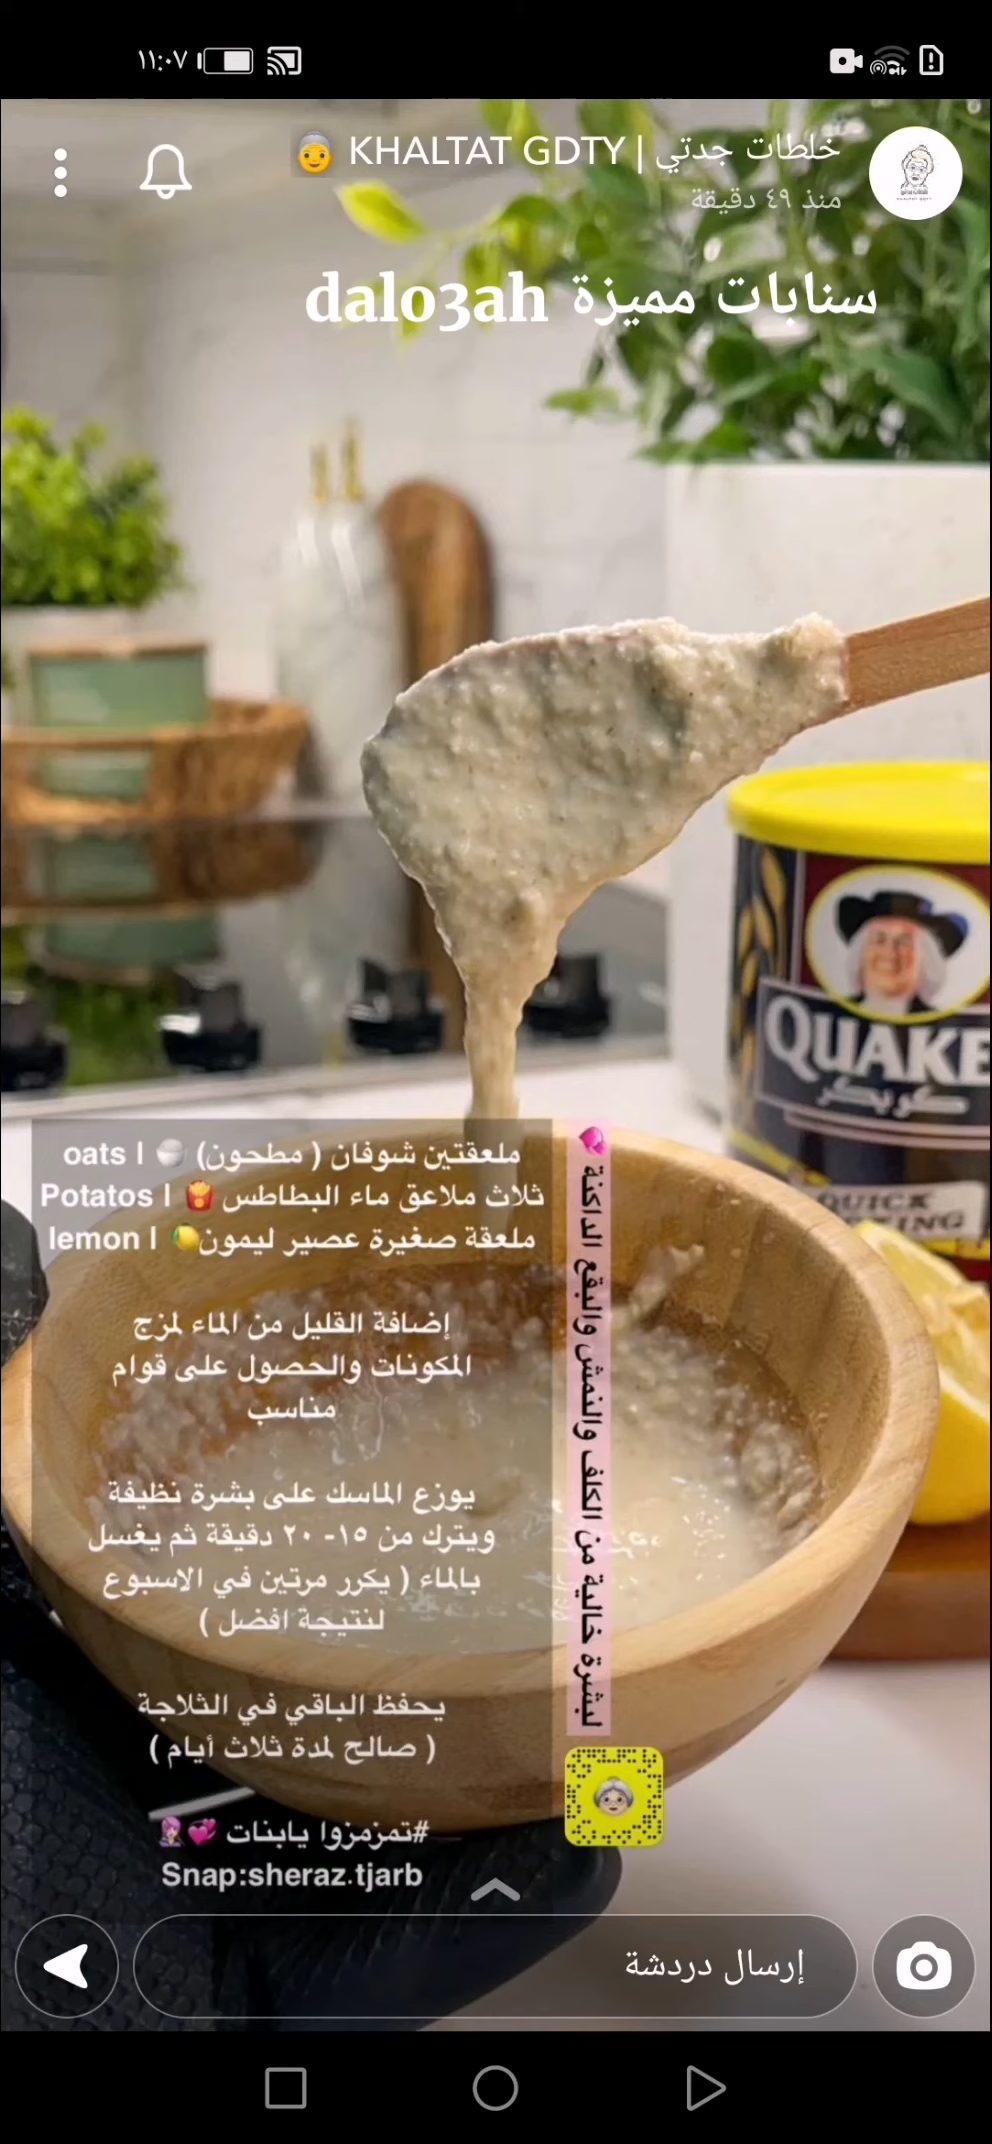 ١١:٠٧
خلطات جدتي | KHALTAT GDTY 👵
منذ ٤٩ دقيقة
سنابات مميزة dalo3ah
QUAKE
كويكر
QUICK
لبشرة خالية من الكلف والنمش والبقع الداكنة
ملعقتين شوفان ( مطحون) 🍚 | oats
ثلاث ملاعق ماء البطاطس 🍟 | Potatos
ملعقة صغيرة عصير ليمون🍋 | lemon
إضافة القليل من الماء لمزج
المكونات والحصول على قوام
مناسب
يوزع الماسك على بشرة نظيفة
ويترك من ١٥- ٢٠ دقيقة ثم يغسل
بالماء ( يكرر مرتين في الاسبوع
لنتيجة افضل )
يحفظ الباقي في الثلاجة
( صالح لمدة ثلاث أيام )
#تمزمزوا يابنات 💞
Snap:sheraz.tjarb
إرسال دردشة